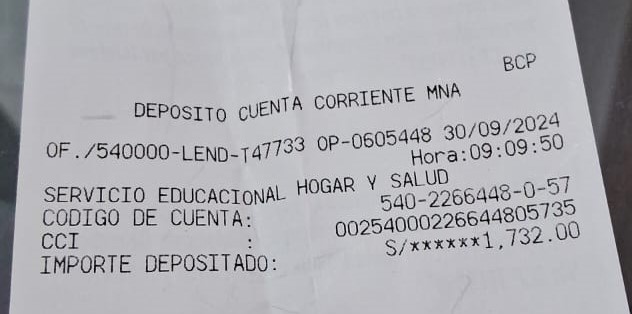 BCP
DEPOSITO CUENTA CORRIENTE MNA
OF./540000-LEND-T47733 OP-0605448 30/09/2024
Hora:09:09:50
SERVICIO EDUCACIONAL HOGAR Y SALUD
CODIGO DE CUENTA: 540-2266448-0-57
CCI : 00254000226644805735
IMPORTE DEPOSITADO: S/******1,732.00